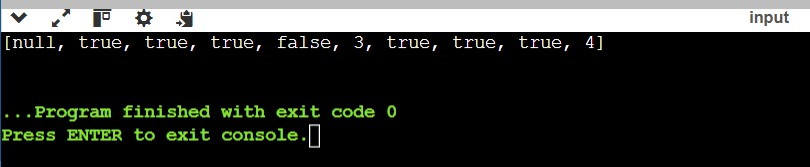 input
[null, true, true, true, false, 3, true, true, true, 4]
...Program finished with exit code 0
Press ENTER to exit console.